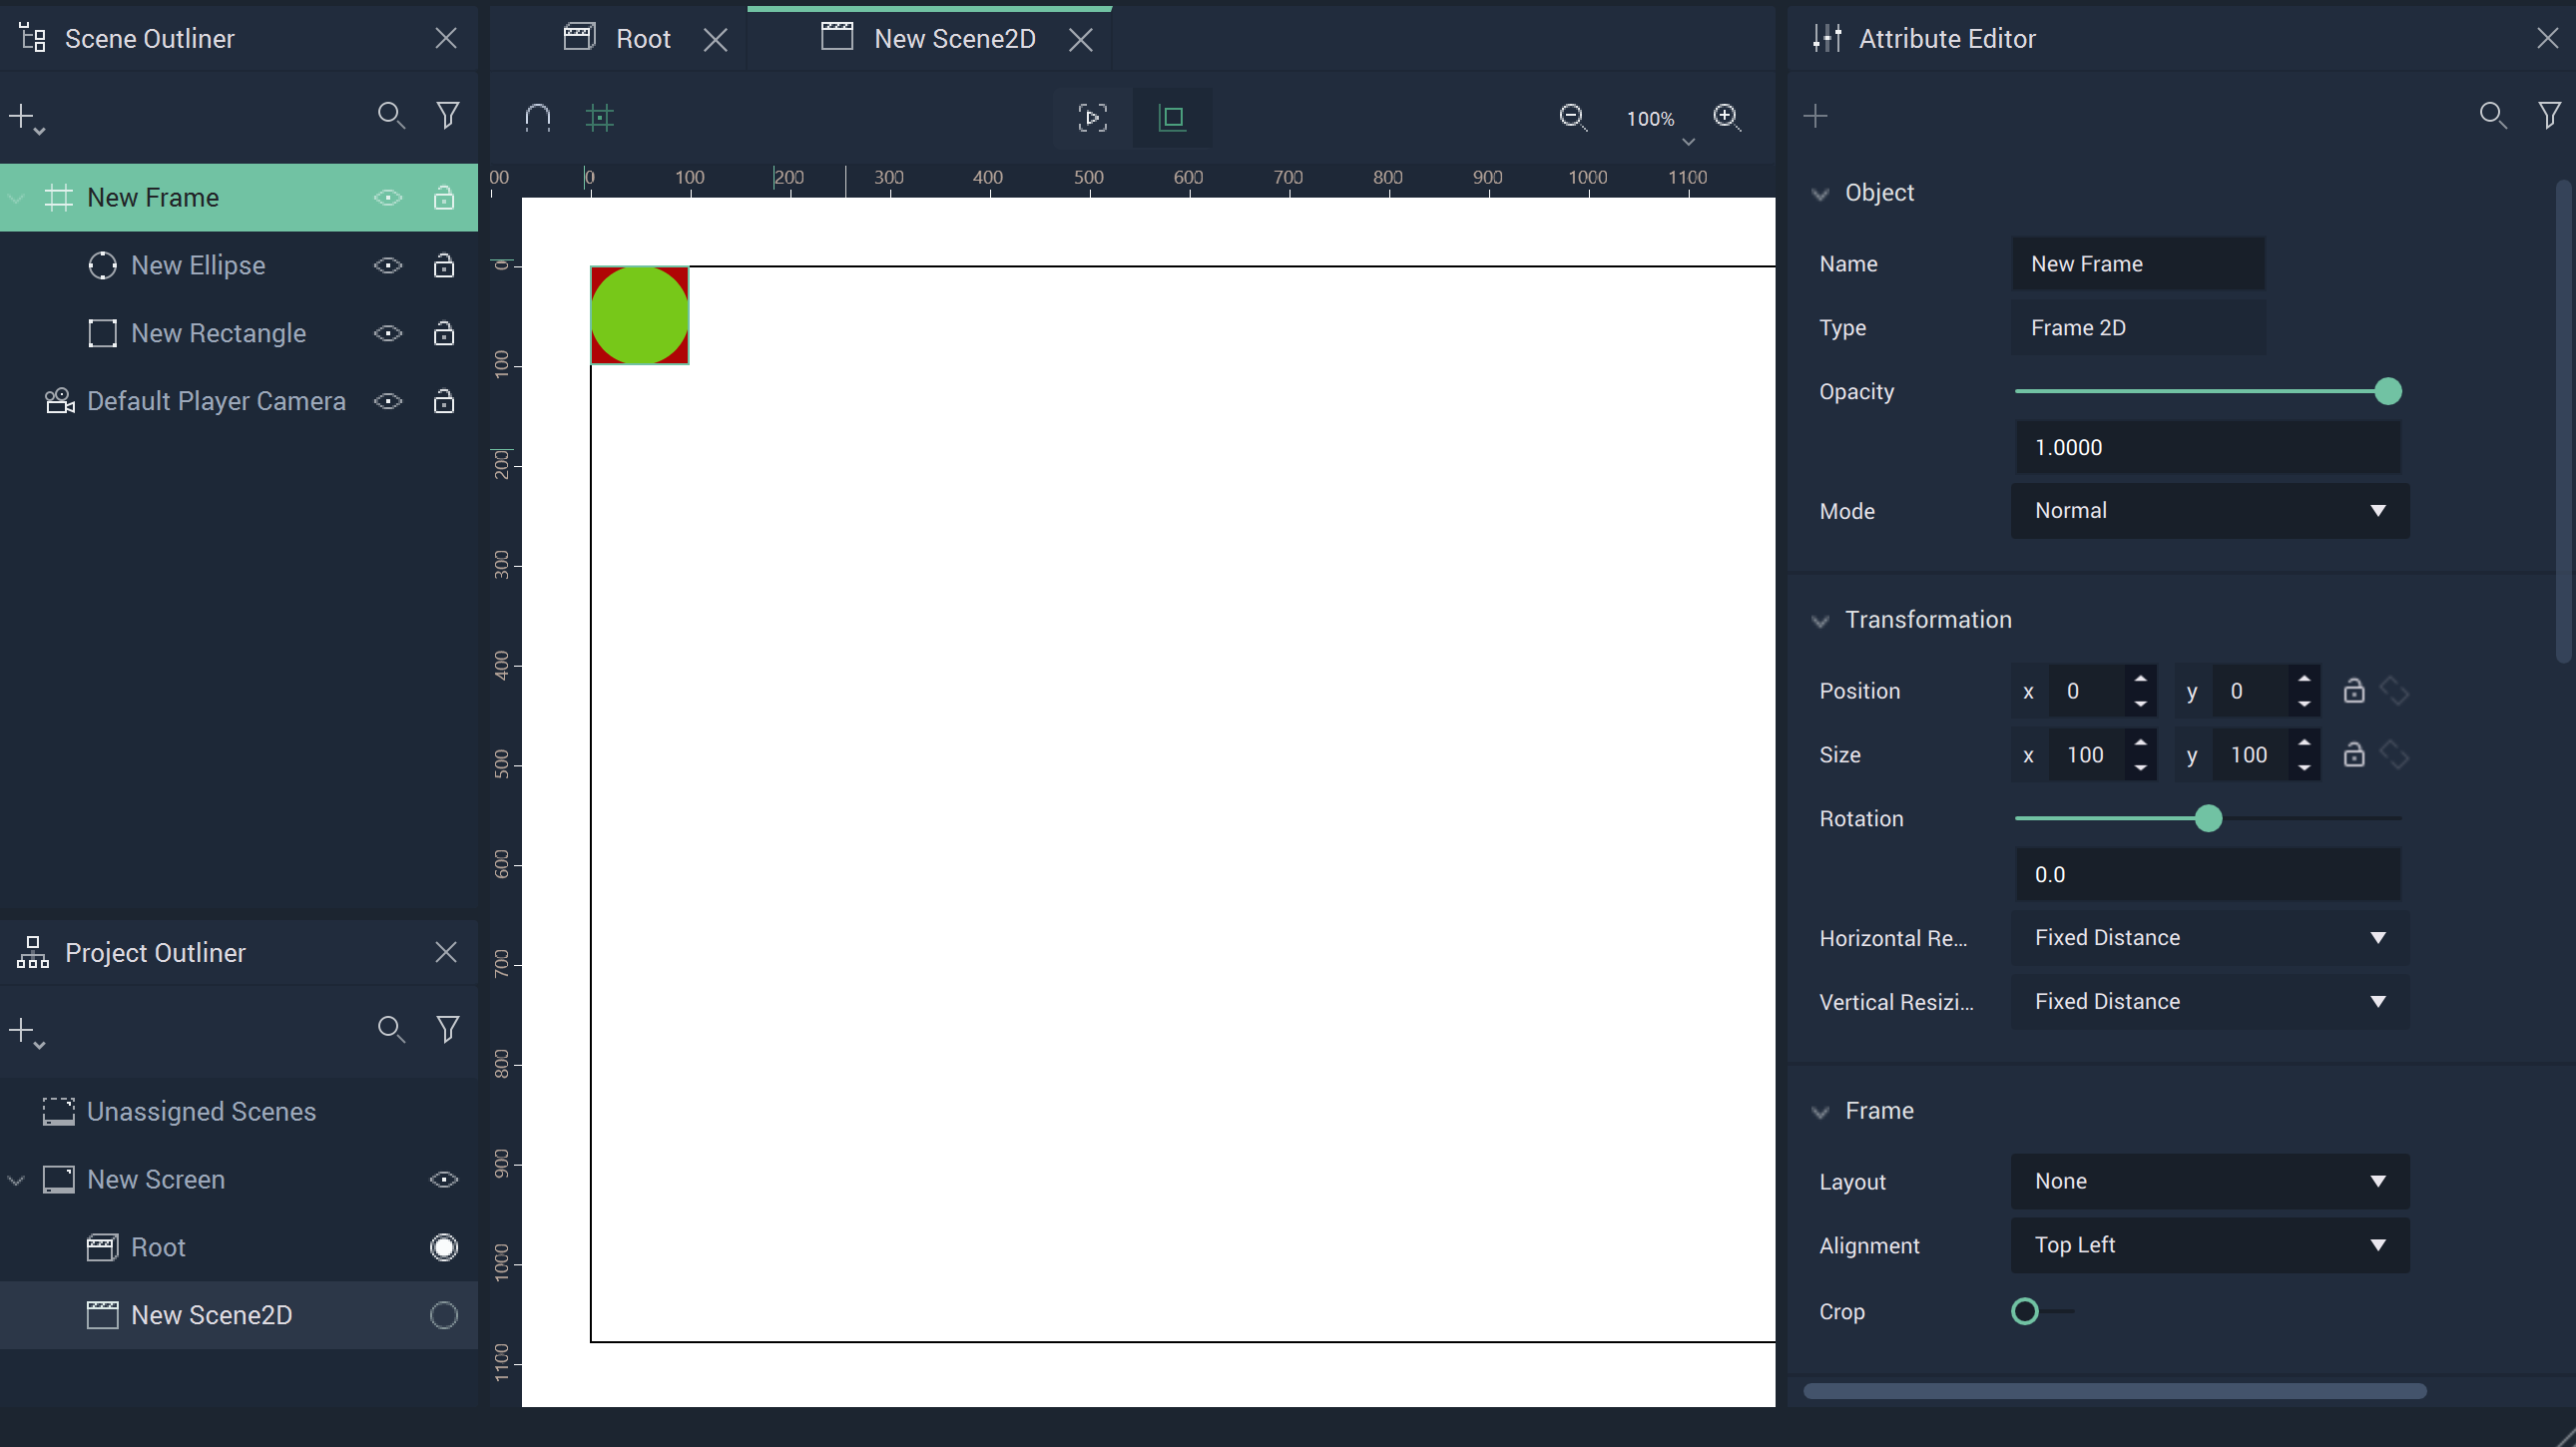 Scene Outliner
New Frame
New Ellipse
New Rectangle
Default Player Camera
Project Outliner
Unassigned Scenes
New Screen
Root
New Scene2D
Root
New Scene2D
100%
00 0 100 200 300 400 500 600 700 800 900 1000 1100
0
100
200
300
400
500
600
700
800
900
1000
1100
Attribute Editor
Object
Name New Frame
Type Frame 2D
Opacity
1.0000
Mode Normal
Transformation
Position x 0 y 0
Size x 100 y 100
Rotation
0.0
Horizontal Re... Fixed Distance
Vertical Resizi... Fixed Distance
Frame
Layout None
Alignment Top Left
Crop